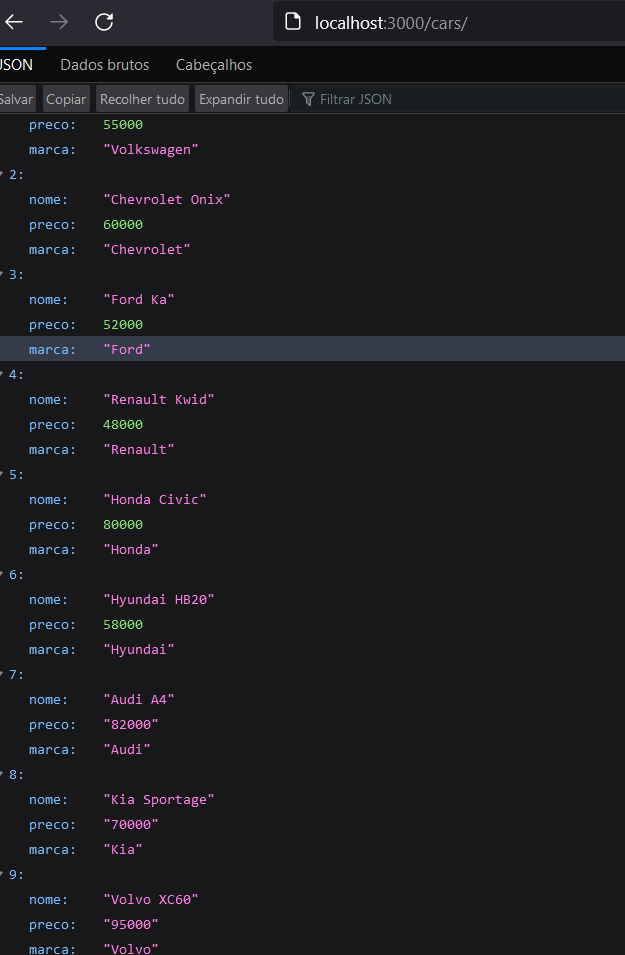 localhost:3000/cars/
JSON Dados brutos Cabeçalhos
Salvar Copiar Recolher tudo Expandir tudo Filtrar JSON
preco: 55000
marca: "Volkswagen"
2:
nome: "Chevrolet Onix"
preco: 60000
marca: "Chevrolet"
3:
nome: "Ford Ka"
preco: 52000
marca: "Ford"
4:
nome: "Renault Kwid"
preco: 48000
marca: "Renault"
5:
nome: "Honda Civic"
preco: 80000
marca: "Honda"
6:
nome: "Hyundai HB20"
preco: 58000
marca: "Hyundai"
7:
nome: "Audi A4"
preco: "82000"
marca: "Audi"
8:
nome: "Kia Sportage"
preco: "70000"
marca: "Kia"
9:
nome: "Volvo XC60"
preco: "95000"
marca: "Volvo"